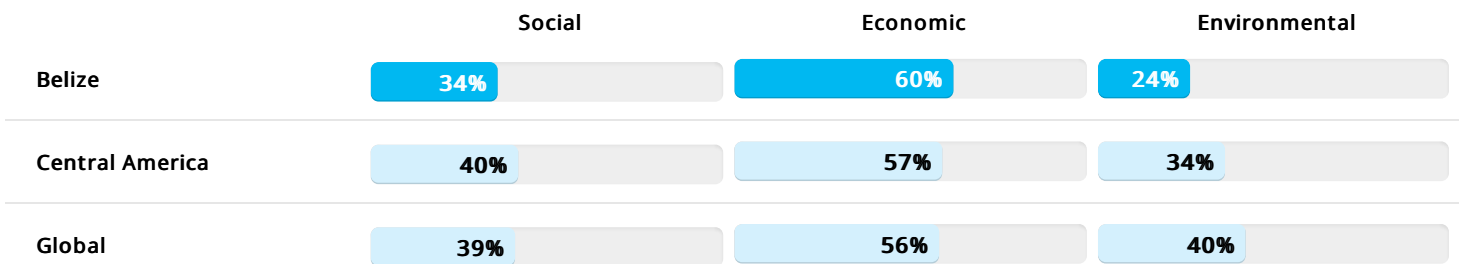 Social Economic Environmental
Belize 34% 60% 24%
Central America 40% 57% 34%
Global 39% 56% 40%